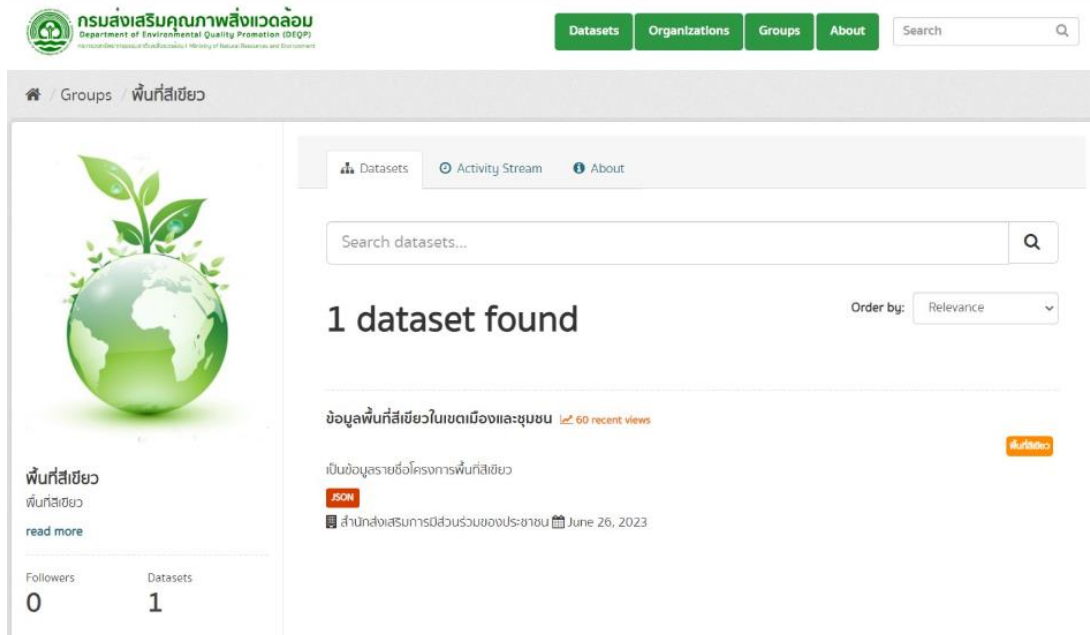 กรมส่งเสริมคุณภาพสิ่งแวดล้อม
Department of Environmental Quality Promotion (DEQP)
Datasets Organizations Groups About Search
/ Groups / พื้นที่สีเขียว
Datasets Activity Stream About
Search datasets...
1 dataset found
Order by: Relevance
ข้อมูลพื้นที่สีเขียวในเขตเมืองและชุมชน 60 recent views
พื้นที่สีเขียว
เป็นข้อมูลรายชื่อโครงการพื้นที่สีเขียว
JSON
สำนักส่งเสริมการมีส่วนร่วมของประชาชน June 26, 2023
พื้นที่สีเขียว
พื้นที่สีเขียว
read more
Followers Datasets
0 1